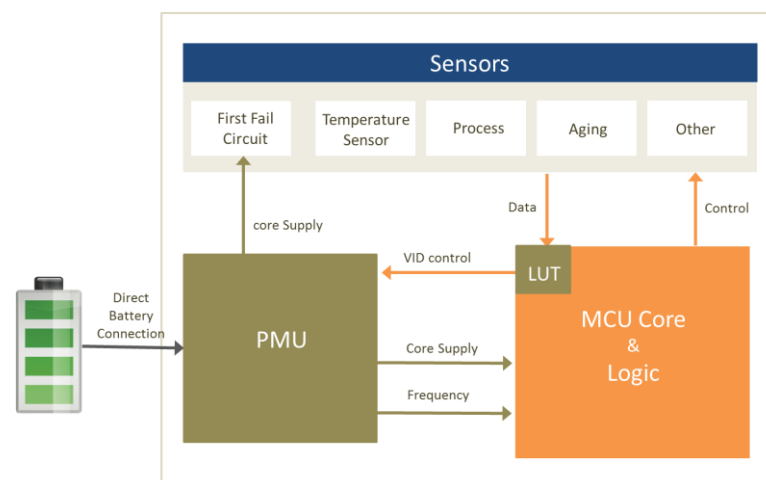 Sensors
First Fail
Circuit
Temperature
Sensor
Process
Aging
Other
core Supply
Data
Control
VID control
LUT
Direct
Battery
Connection
PMU
MCU Core
&
Logic
Core Supply
Frequency